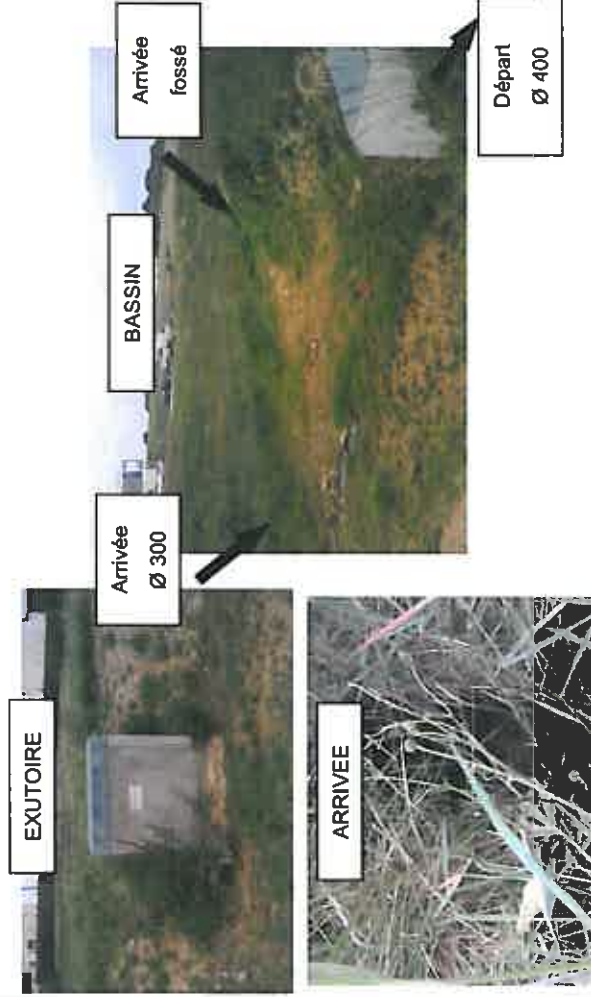 EXUTOIRE
BASSIN
Arrivée
fossé
Arrivée
Ø 300
ARRIVEE
Départ
Ø 400